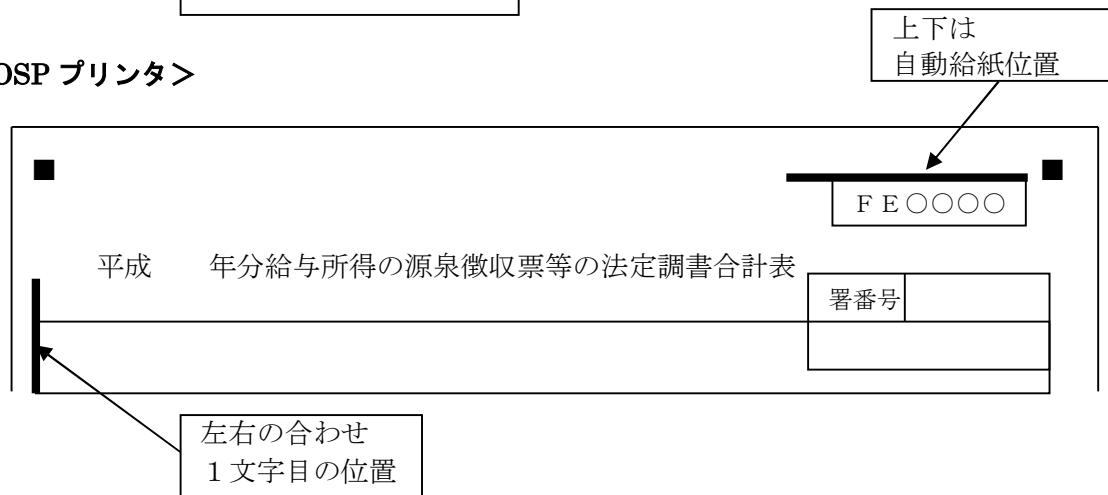 上下は
自動給紙位置
OSP プリンタ＞
ＦＥ○○○○
平成　　年分給与所得の源泉徴収票等の法定調書合計表
署番号
左右の合わせ
１文字目の位置